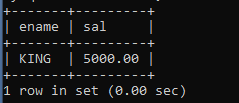 +-------+---------+
| ename | sal     |
+-------+---------+
| KING  | 5000.00 |
+-------+---------+
1 row in set (0.00 sec)